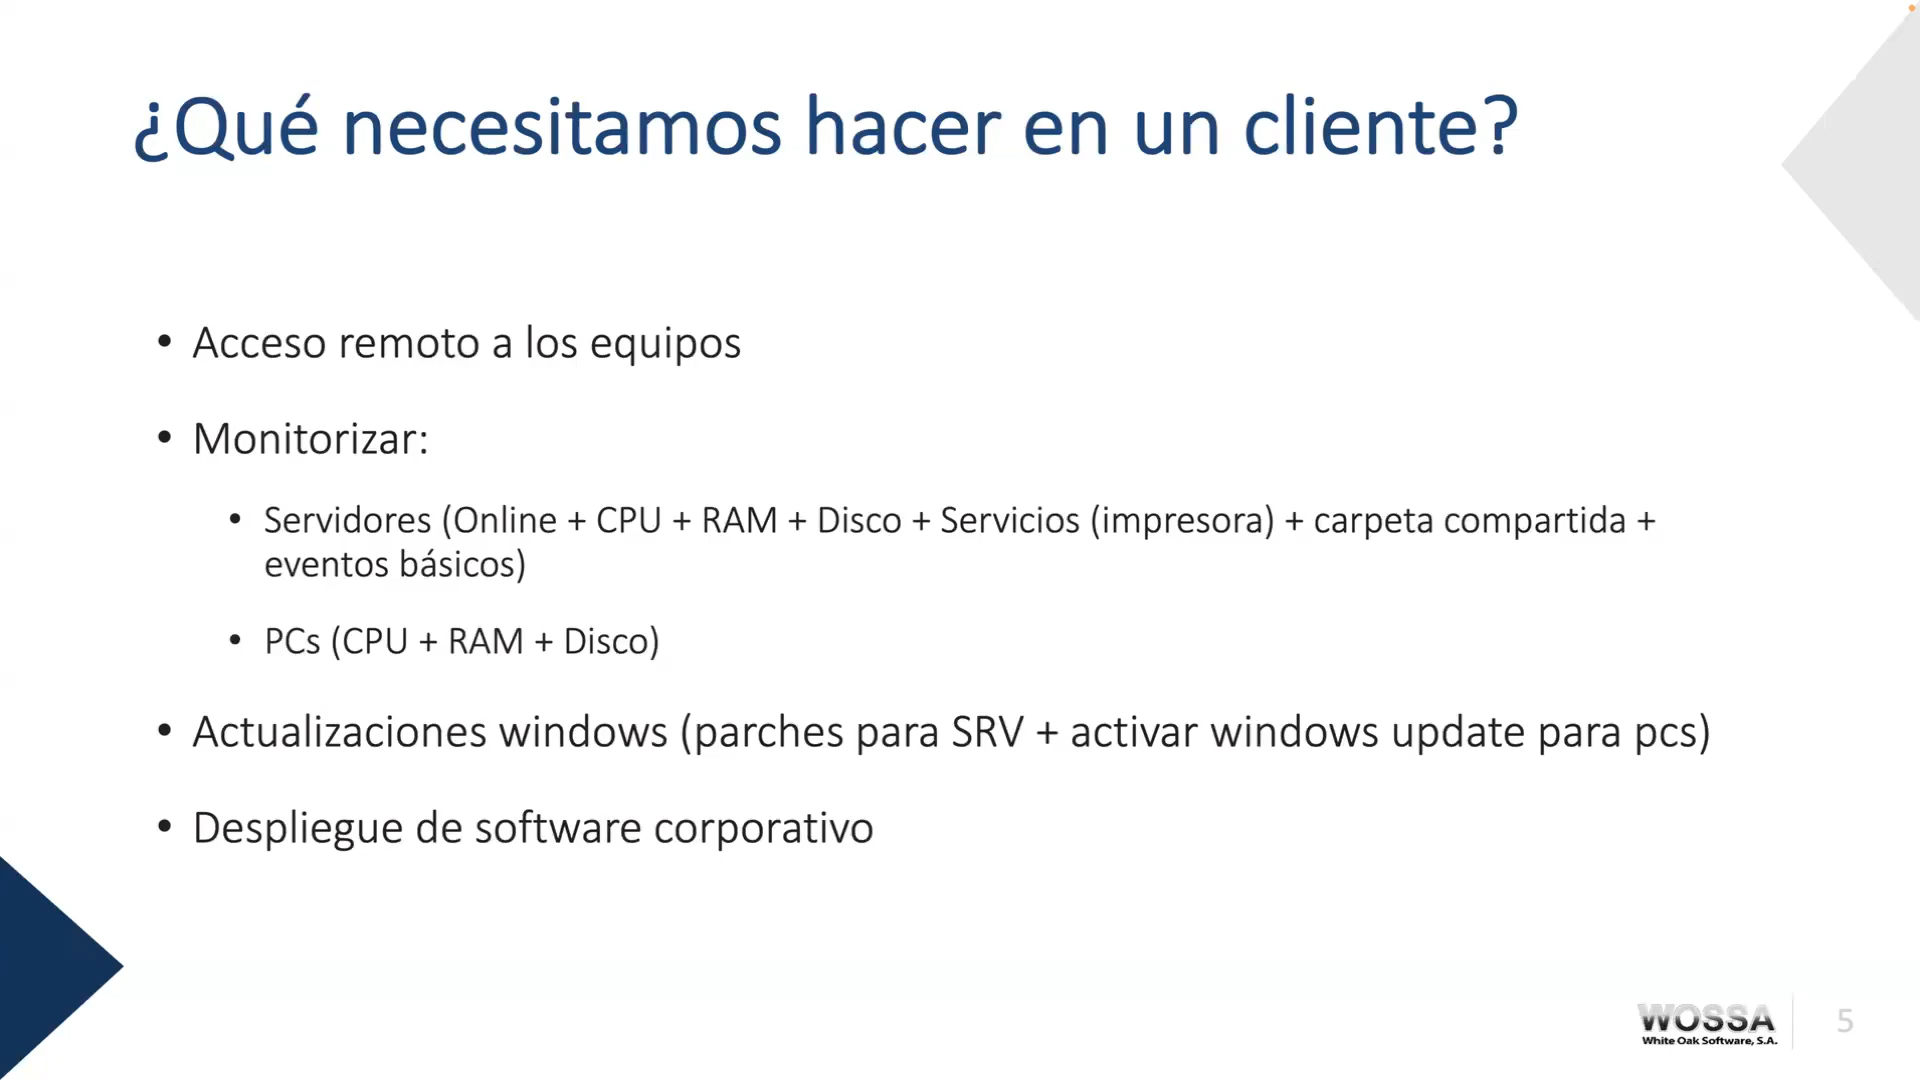 ¿Qué necesitamos hacer en un cliente?
• Acceso remoto a los equipos
• Monitorizar:
• Servidores (Online + CPU + RAM + Disco + Servicios (impresora) + carpeta compartida +
eventos básicos)
• PCs (CPU + RAM + Disco)
• Actualizaciones windows (parches para SRV + activar windows update para pcs)
• Despliegue de software corporativo
WOSSA
White Oak Software, S.A.
5